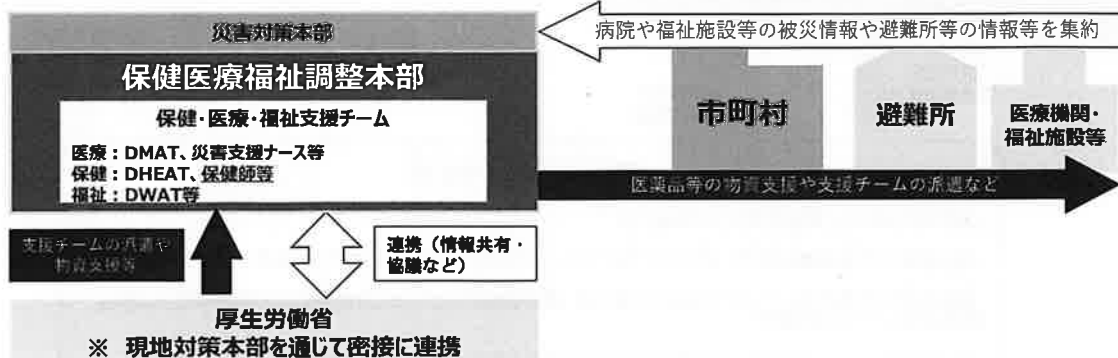 災害対策本部
病院や福祉施設等の被災情報や避難所等の情報等を集約
保健医療福祉調整本部
保健・医療・福祉支援チーム
医療：DMAT、災害支援ナース等
保健：DHEAT、保健師等
福祉：DWAT等
市町村
避難所
医療機関・
福祉施設等
医薬品等の物資支援や支援チームの派遣など
支援チームの派遣や
物資支援等
連携（情報共有・
協議など）
厚生労働省
※ 現地対策本部を通じて密接に連携